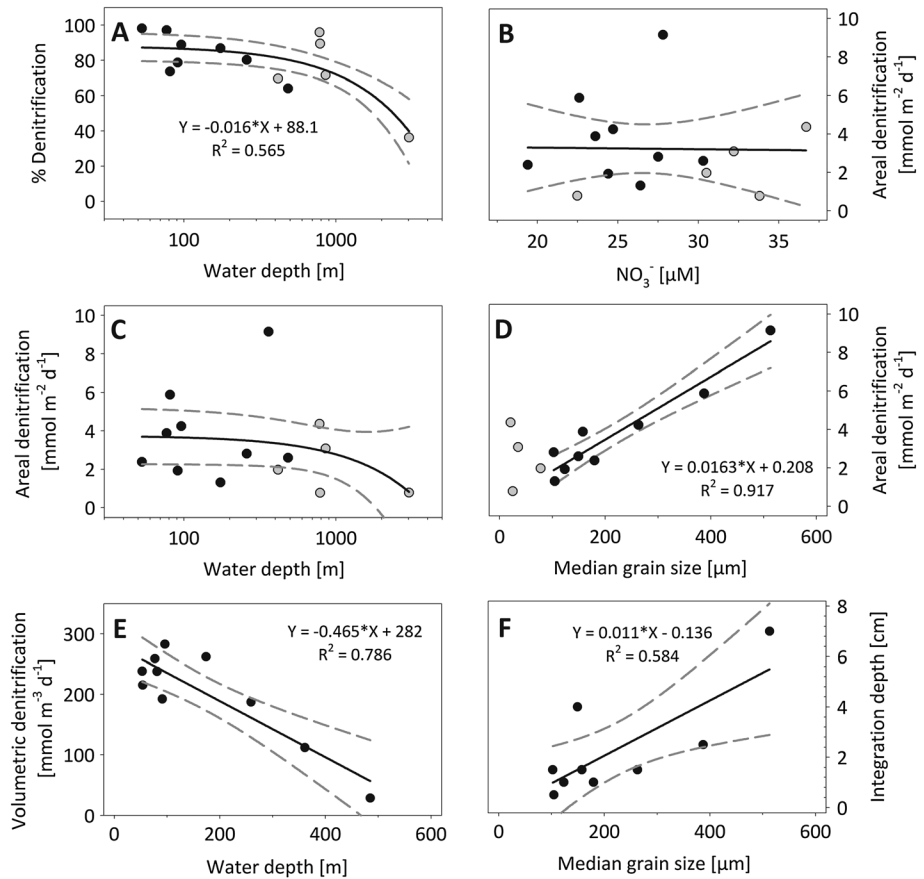 A
% Denitrification
100
80
60
40
20
0
Y = -0.016*X + 88.1
R² = 0.565
100
1000
Water depth [m]
B
10
8
6
4
2
0
Areal denitrification
[mmol m⁻² d⁻¹]
20
25
30
35
NO₃⁻ [µM]
C
Areal denitrification
[mmol m⁻² d⁻¹]
10
8
6
4
2
0
100
1000
Water depth [m]
D
10
8
6
4
2
0
Areal denitrification
[mmol m⁻² d⁻¹]
Y = 0.0163*X + 0.208
R² = 0.917
0
200
400
600
Median grain size [µm]
E
Volumetric denitrification
[mmol m⁻³ d⁻¹]
300
200
100
0
Y = -0.465*X + 282
R² = 0.786
0
200
400
600
Water depth [m]
F
8
6
4
2
0
Integration depth [cm]
Y = 0.011*X - 0.136
R² = 0.584
0
200
400
600
Median grain size [µm]